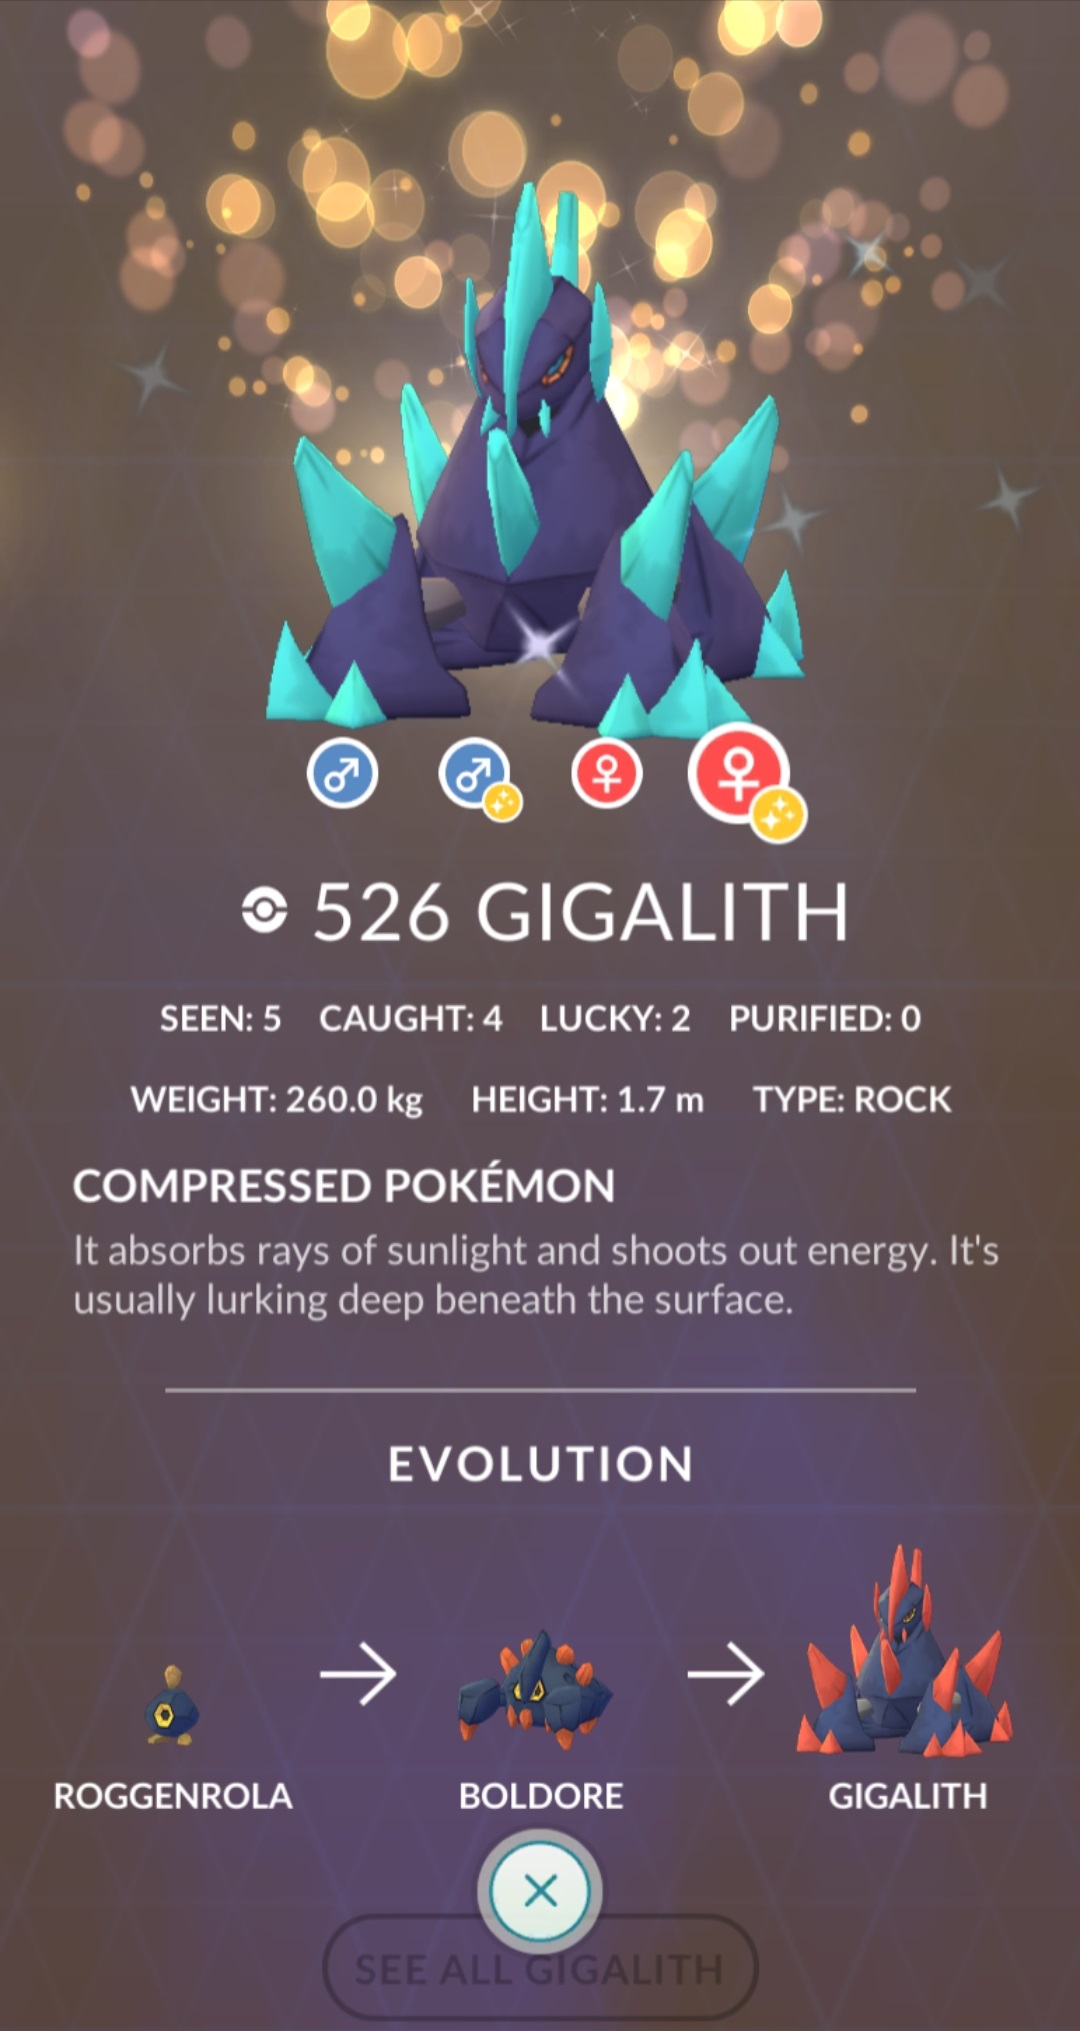 526 GIGALITH
SEEN: 5 CAUGHT: 4 LUCKY: 2 PURIFIED: 0
WEIGHT: 260.0 kg HEIGHT: 1.7 m TYPE: ROCK
COMPRESSED POKÉMON
It absorbs rays of sunlight and shoots out energy. It's
usually lurking deep beneath the surface.
EVOLUTION
ROGGENROLA BOLDORE GIGALITH
SEE ALL GIGALITH